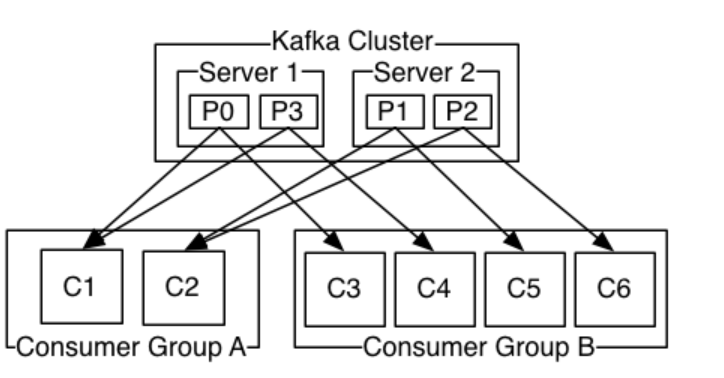 Kafka Cluster
Server 1
Server 2
P0
P3
P1
P2
C1
C2
C3
C4
C5
C6
Consumer Group A
Consumer Group B